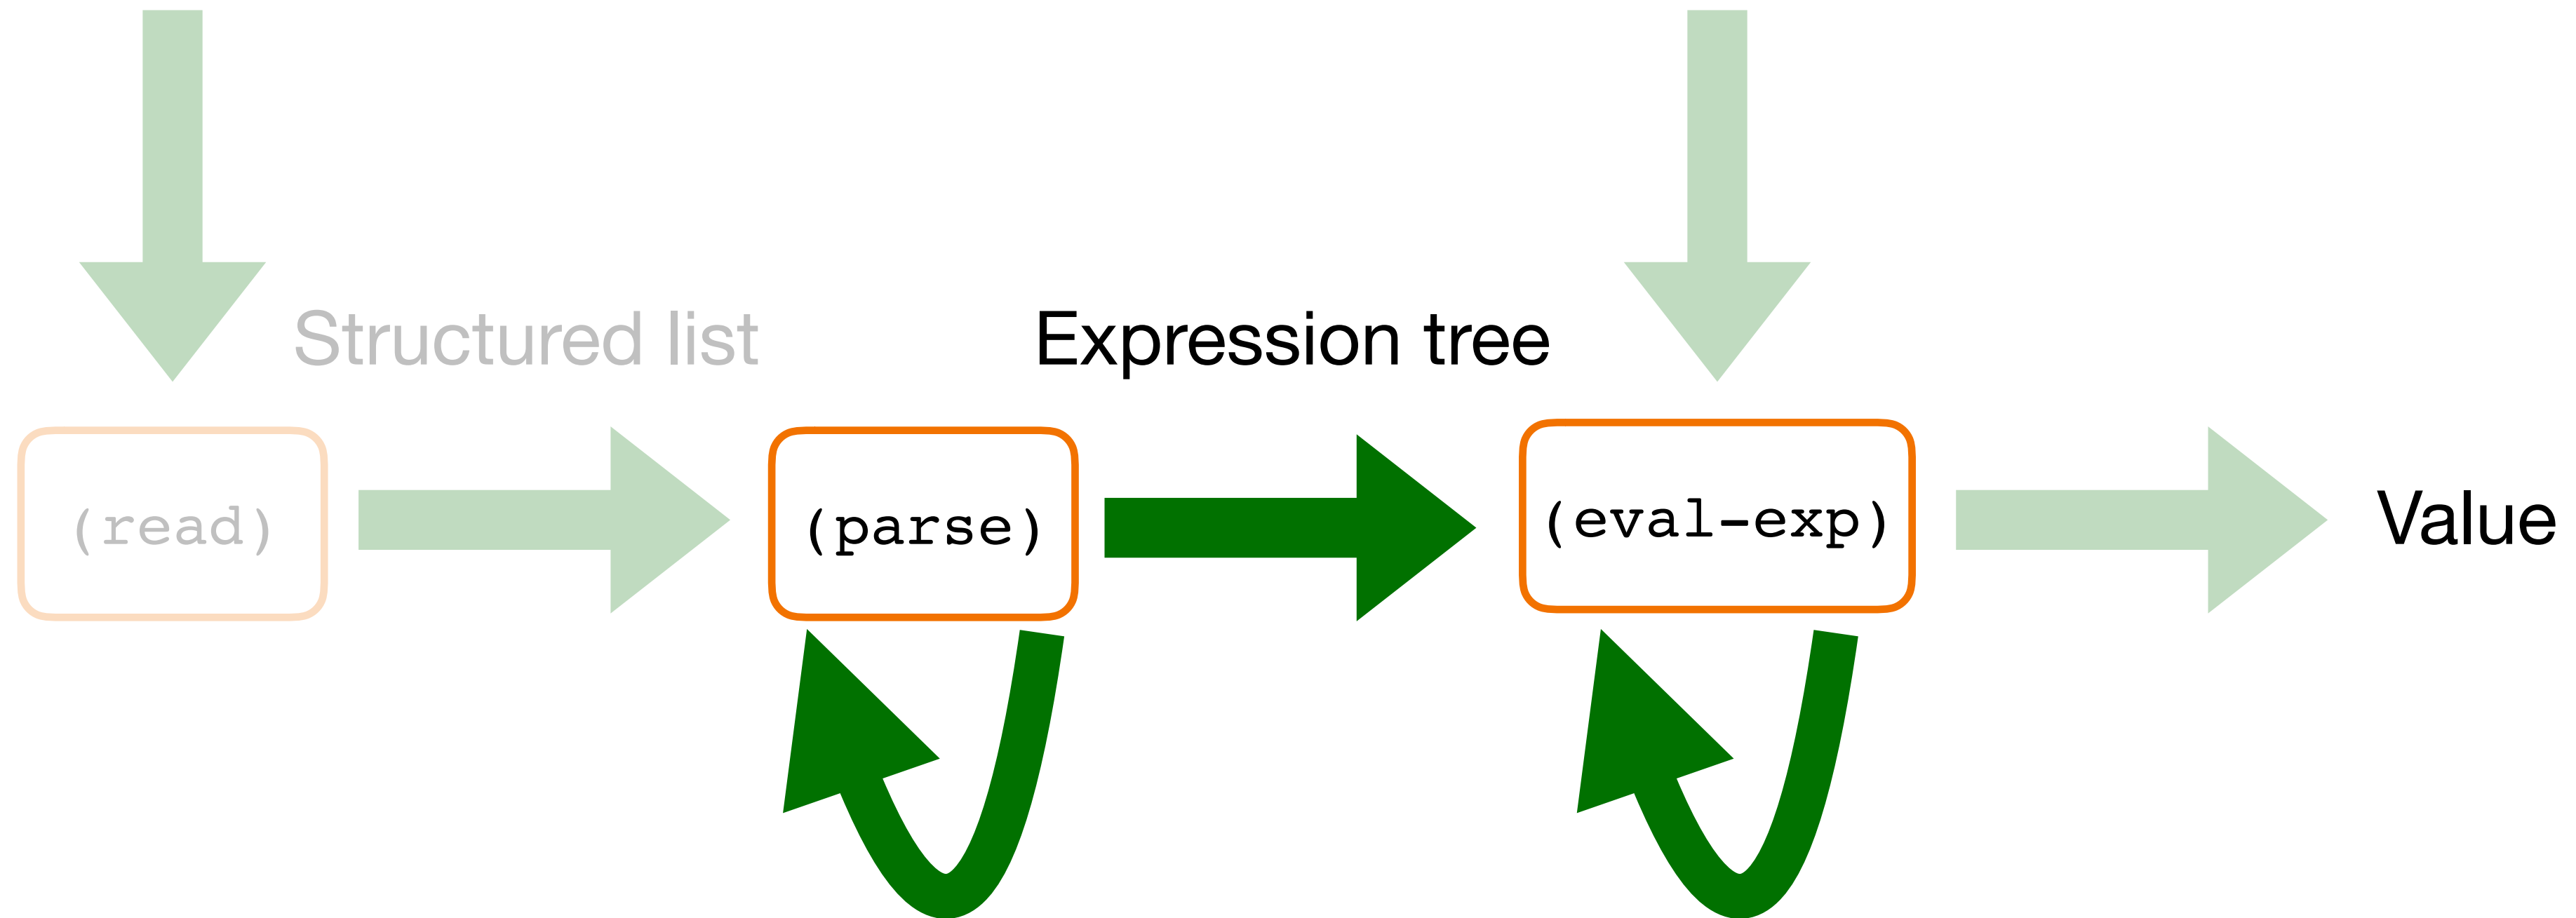 Structured list
Expression tree
(read)
(parse)
(eval-exp)
Value